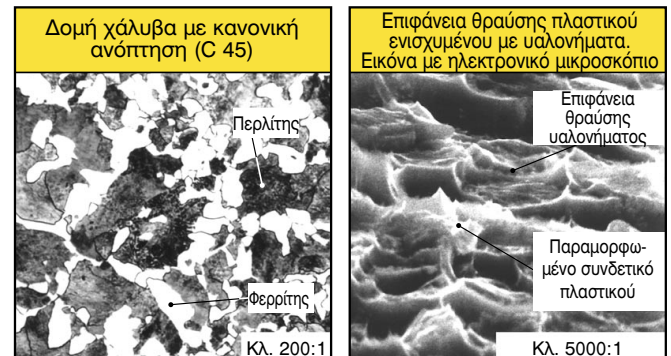 Δομή χάλυβα με κανονική
ανόπτηση (C 45)
Περλίτης
Φερρίτης
Κλ. 200:1
Επιφάνεια θραύσης πλαστικού
ενισχυμένου με υαλονήματα.
Εικόνα με ηλεκτρονικό μικροσκόπιο
Επιφάνεια
θραύσης
υαλονήματος
Παραμορφω-
μένο συνδετικό
πλαστικού
Κλ. 5000:1